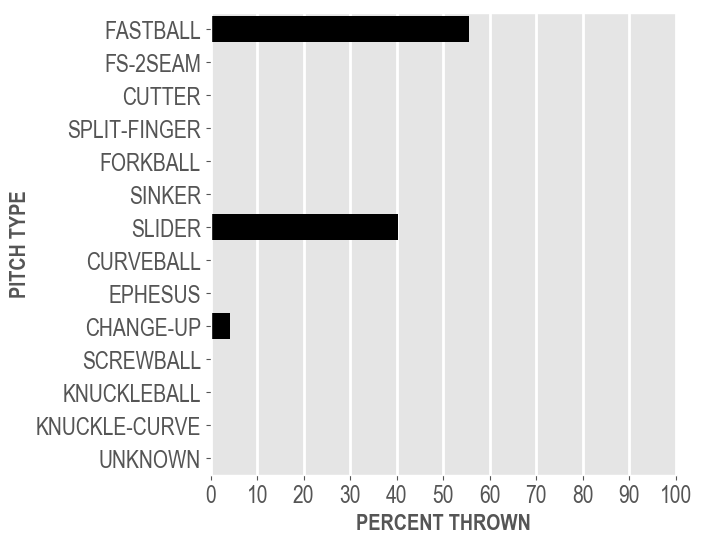 FASTBALL
FS-2SEAM
CUTTER
SPLIT-FINGER
FORKBALL
SINKER
SLIDER
CURVEBALL
EPHESUS
CHANGE-UP
SCREWBALL
KNUCKLEBALL
KNUCKLE-CURVE
UNKNOWN
PITCH TYPE
0 10 20 30 40 50 60 70 80 90 100
PERCENT THROWN